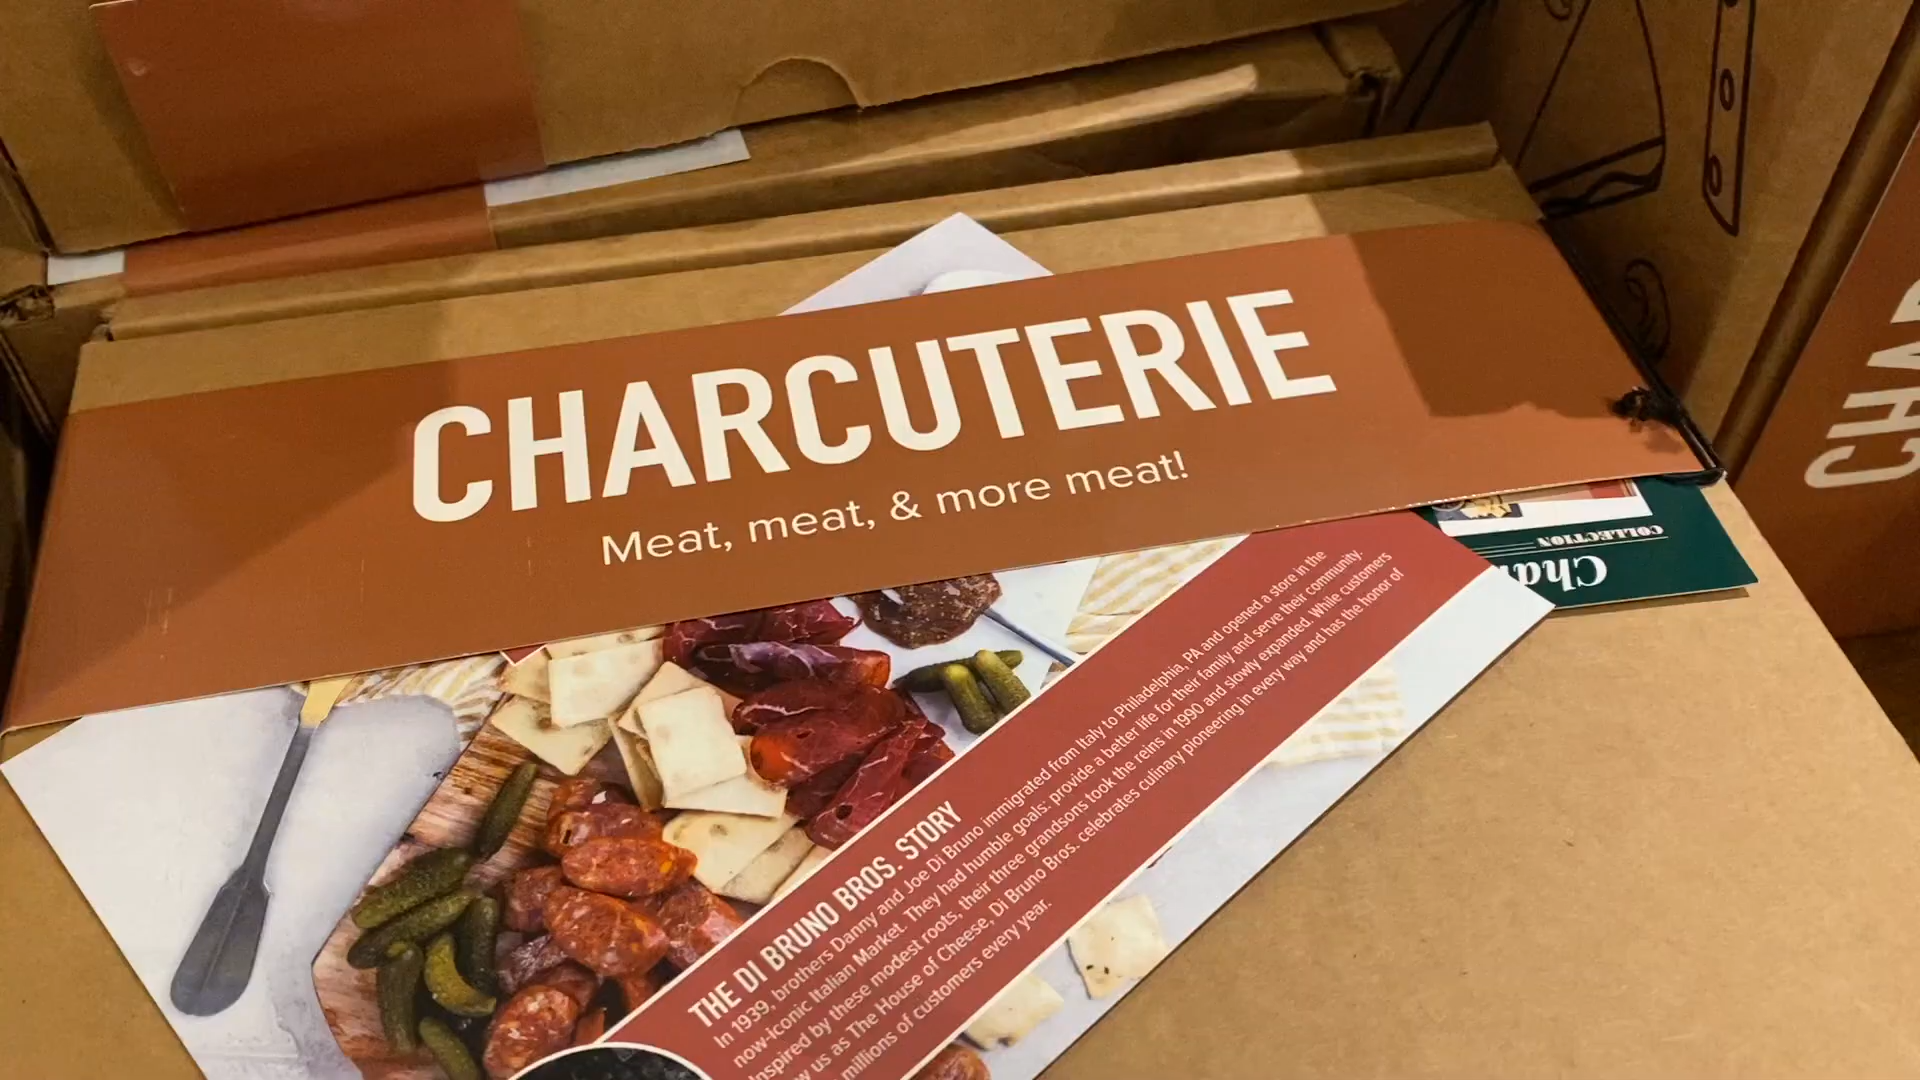 CHARCUTERIE
Meat, meat, & more meat!
COLLECTION
THE DI BRUNO BROS. STORY
In 1939, brothers Danny and Joe Di Bruno immigrated from Italy to Philadelphia, PA and opened a store in the
now-iconic Italian Market. They had humble goals: provide a better life for their family and serve their community.
Inspired by these modest roots, their three grandsons took the reins in 1990 and slowly expanded. While customers
us as The House of Cheese, Di Bruno Bros. celebrates culinary pioneering in every way and has the honor of
millions of customers every year.